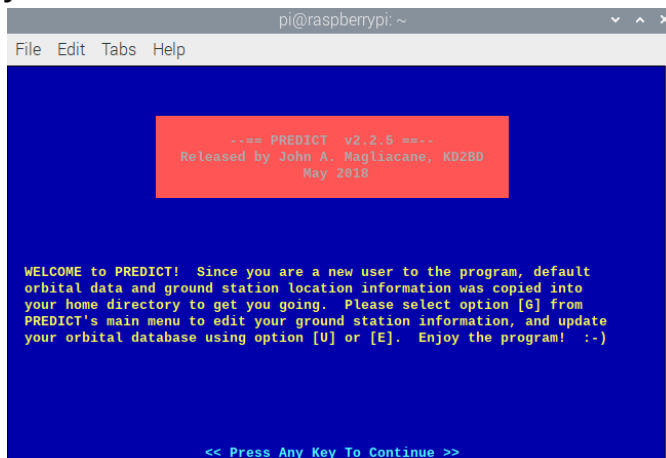 pi@raspberrypi: ~
File Edit Tabs Help
--== PREDICT v2.2.5 ==--
Released by John A. Magliacane, KD2BD
May 2018
WELCOME to PREDICT! Since you are a new user to the program, default
orbital data and ground station location information was copied into
your home directory to get you going. Please select option [G] from
PREDICT's main menu to edit your ground station information, and update
your orbital database using option [U] or [E]. Enjoy the program! :-)
<< Press Any Key To Continue >>